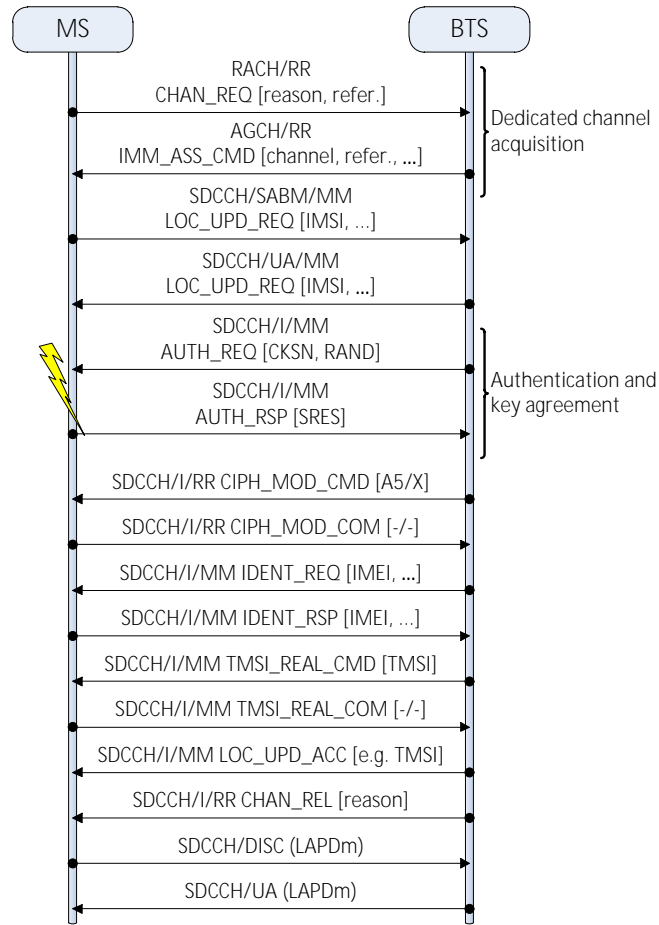 MS
BTS
RACH/RR
CHAN_REQ [reason, refer.]
Dedicated channel
acquisition
AGCH/RR
IMM_ASS_CMD [channel, refer., ...]
SDCCH/SABM/MM
LOC_UPD_REQ [IMSI, ...]
SDCCH/UA/MM
LOC_UPD_REQ [IMSI, ...]
SDCCH/I/MM
AUTH_REQ [CKSN, RAND]
Authentication and
key agreement
SDCCH/I/MM
AUTH_RSP [SRES]
SDCCH/I/RR CIPH_MOD_CMD [A5/X]
SDCCH/I/RR CIPH_MOD_COM [-/-]
SDCCH/I/MM IDENT_REQ [IMEI, ...]
SDCCH/I/MM IDENT_RSP [IMEI, ...]
SDCCH/I/MM TMSI_REAL_CMD [TMSI]
SDCCH/I/MM TMSI_REAL_COM [-/-]
SDCCH/I/MM LOC_UPD_ACC [e.g. TMSI]
SDCCH/I/RR CHAN_REL [reason]
SDCCH/DISC (LAPDm)
SDCCH/UA (LAPDm)